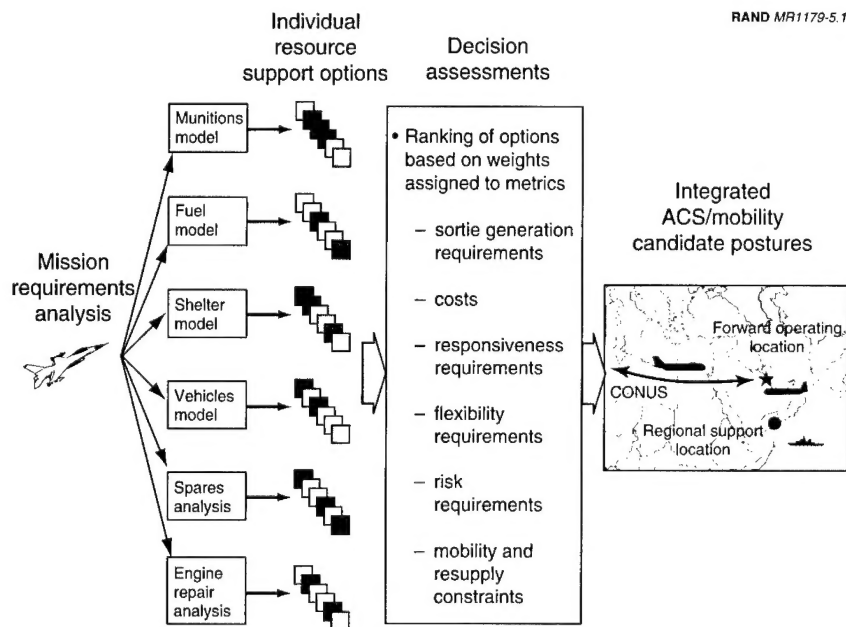 RAND MR1179-5.1
Individual
resource
support options
Decision
assessments
Mission
requirements
analysis
Munitions
model
Fuel
model
Shelter
model
Vehicles
model
Spares
analysis
Engine
repair
analysis
• Ranking of options
based on weights
assigned to metrics
– sortie generation
requirements
– costs
– responsiveness
requirements
– flexibility
requirements
– risk
requirements
– mobility and
resupply
constraints
Integrated
ACS/mobility
candidate postures
Forward operating
location
CONUS
Regional support
location